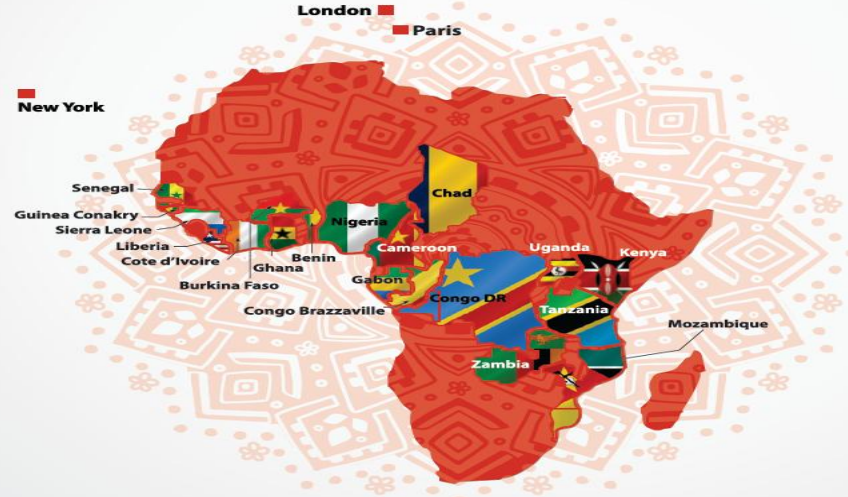 London
Paris
New York
Senegal
Guinea Conakry
Sierra Leone
Liberia
Cote d'Ivoire
Burkina Faso
Ghana
Benin
Nigeria
Chad
Cameroon
Gabon
Congo Brazzaville
Congo DR
Uganda
Kenya
Tanzania
Mozambique
Zambia